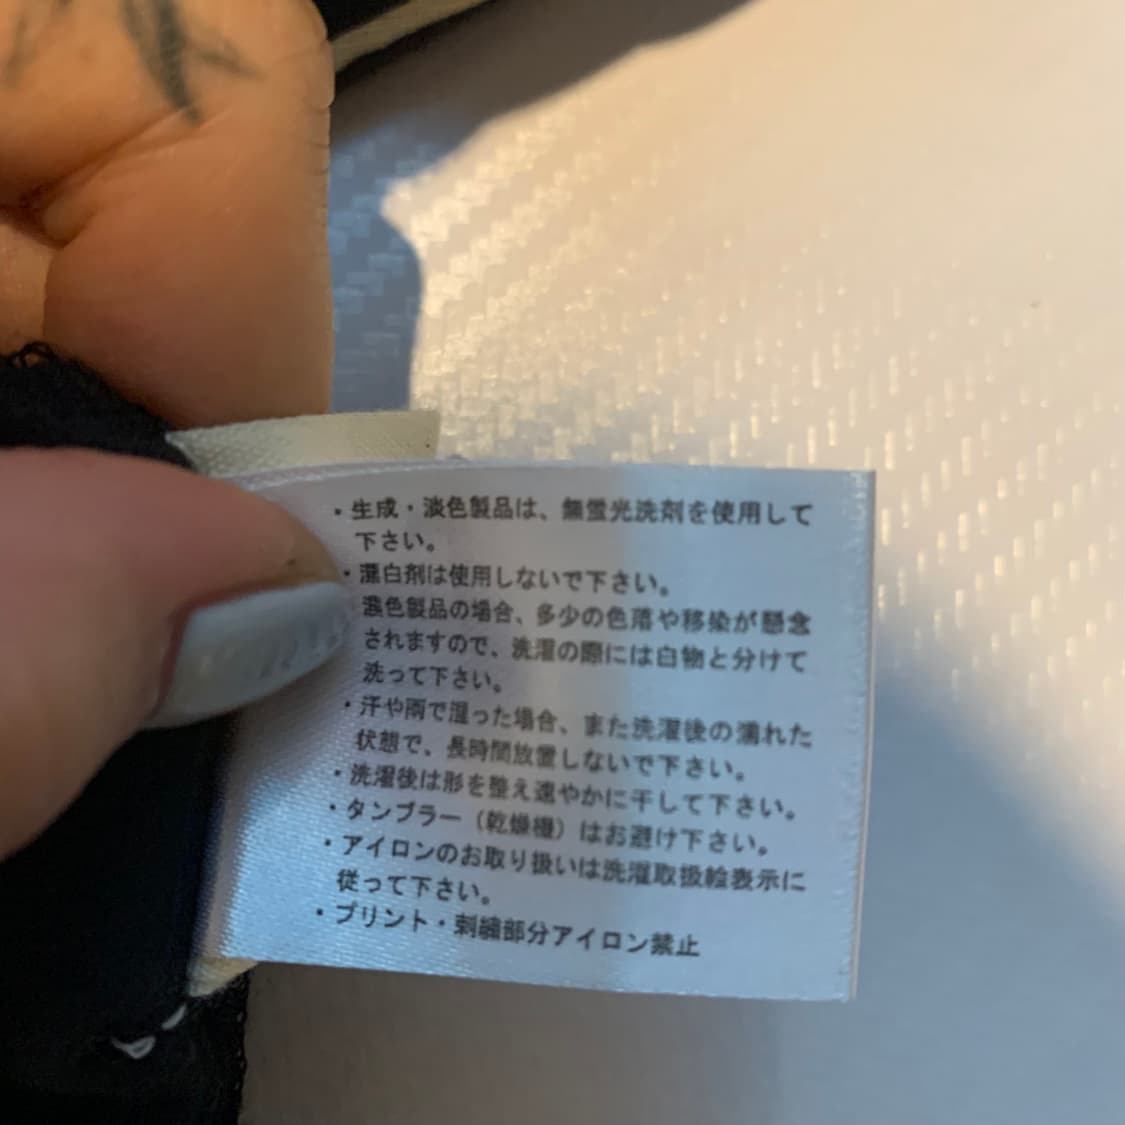 ・生成・淡色製品は、無蛍光洗剤を使用して
下さい。
・漂白剤は使用しないで下さい。
濃色製品の場合、多少の色落や移染が懸念
されますので、洗濯の際には白物と分けて
洗って下さい。
・汗や雨で湿った場合、また洗濯後の濡れた
状態で、長時間放置しないで下さい。
・洗濯後は形を整え速やかに干して下さい。
・タンブラー（乾燥機）はお避け下さい。
・アイロンのお取り扱いは洗濯取扱絵表示に
従って下さい。
・プリント・刺繍部分アイロン禁止